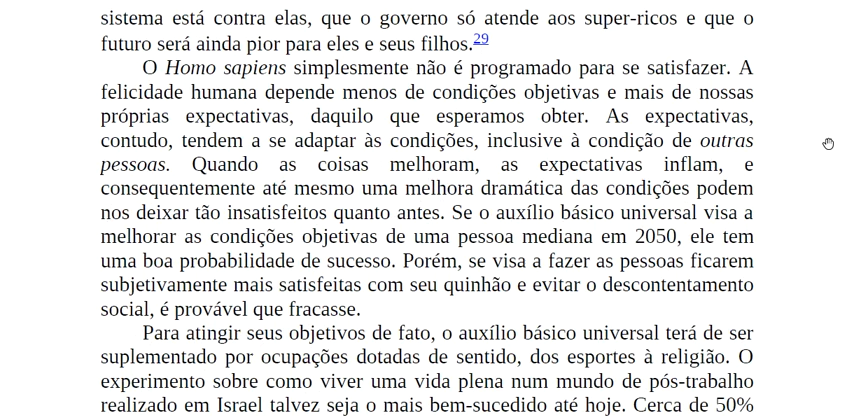 sistema está contra elas, que o governo só atende aos super-ricos e que o
futuro será ainda pior para eles e seus filhos.29
O Homo sapiens simplesmente não é programado para se satisfazer. A
felicidade humana depende menos de condições objetivas e mais de nossas
próprias expectativas, daquilo que esperamos obter. As expectativas,
contudo, tendem a se adaptar às condições, inclusive à condição de outras
pessoas. Quando as coisas melhoram, as expectativas inflam, e
consequentemente até mesmo uma melhora dramática das condições podem
nos deixar tão insatisfeitos quanto antes. Se o auxílio básico universal visa a
melhorar as condições objetivas de uma pessoa mediana em 2050, ele tem
uma boa probabilidade de sucesso. Porém, se visa a fazer as pessoas ficarem
subjetivamente mais satisfeitas com seu quinhão e evitar o descontentamento
social, é provável que fracasse.
Para atingir seus objetivos de fato, o auxílio básico universal terá de ser
suplementado por ocupações dotadas de sentido, dos esportes à religião. O
experimento sobre como viver uma vida plena num mundo de pós-trabalho
realizado em Israel talvez seja o mais bem-sucedido até hoje. Cerca de 50%